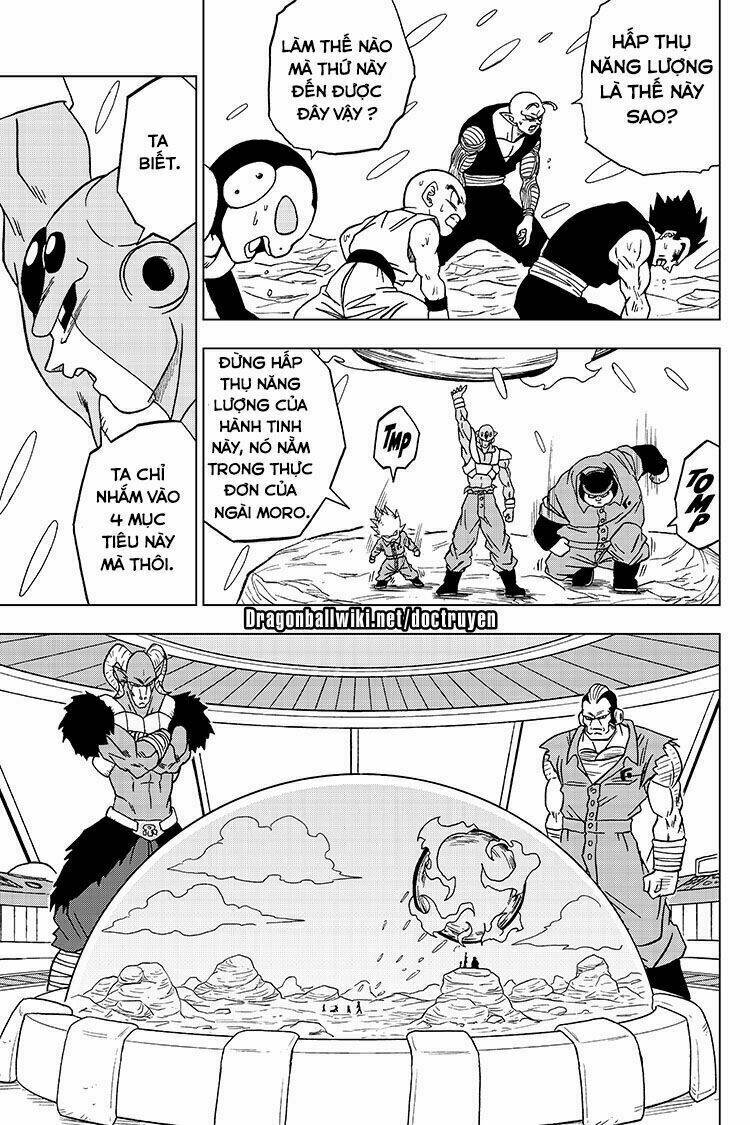 HẤP THỤ
NĂNG LƯỢNG
LÀ THẾ NÀY
SAO?
LÀM THẾ NÀO
MÀ THỨ NÀY
ĐẾN ĐƯỢC
ĐÂY VẬY ?
TA
BIẾT.
TA CHỈ
NHẮM VÀO
4 MỤC
TIÊU NÀY
MÀ THÔI.
ĐỪNG HẤP
THỤ NĂNG
LƯỢNG CỦA
HÀNH TINH
NÀY, NÓ NẰM
TRONG THỰC
ĐƠN CỦA
NGÀI MORO.
TMP
TOMP
Dragonballwiki.net/doctruyen